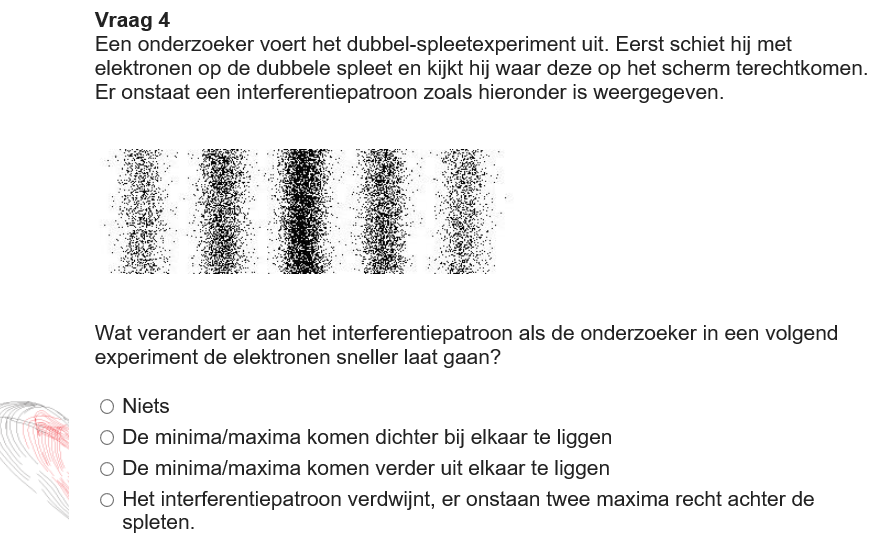 Vraag 4
Een onderzoeker voert het dubbel-spleetexperiment uit. Eerst schiet hij met
elektronen op de dubbele spleet en kijkt hij waar deze op het scherm terechtkomen.
Er onstaat een interferentiepatroon zoals hieronder is weergegeven.
Wat verandert er aan het interferentiepatroon als de onderzoeker in een volgend
experiment de elektronen sneller laat gaan?
Niets
De minima/maxima komen dichter bij elkaar te liggen
De minima/maxima komen verder uit elkaar te liggen
Het interferentiepatroon verdwijnt, er onstaan twee maxima recht achter de
spleten.